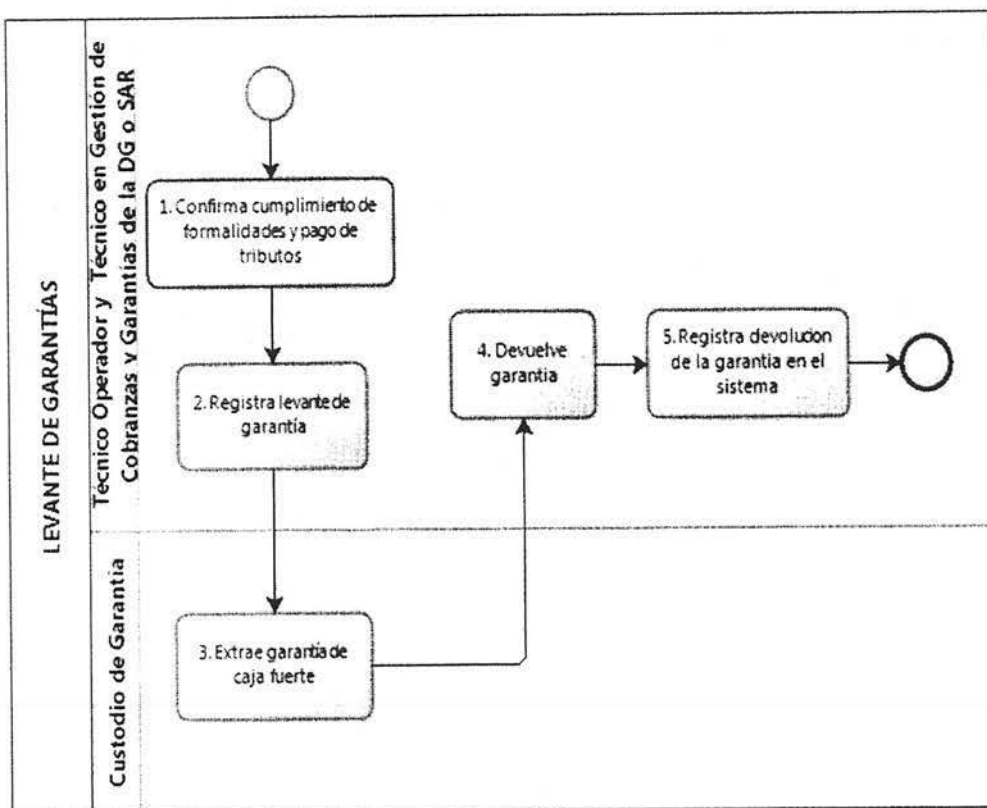 LEVANTE DE GARANTÍAS
Técnico Operador y Técnico en Gestión de
Cobranzas y Garantías de la DG o SAR
1. Confirma cumplimiento de
formalidades y pago de
tributos
2. Registra levante de
garantía
4. Devuelve
garantia
5. Registra devolucion
de la garantia en el
sistema
Custodio de Garantia
3. Extrae garantía de
caja fuerte